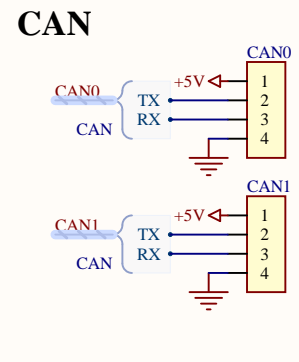 CAN
CAN0
+5V 1
CAN0 TX 2
RX 3
CAN 4
CAN1
+5V 1
CAN1 TX 2
RX 3
CAN 4